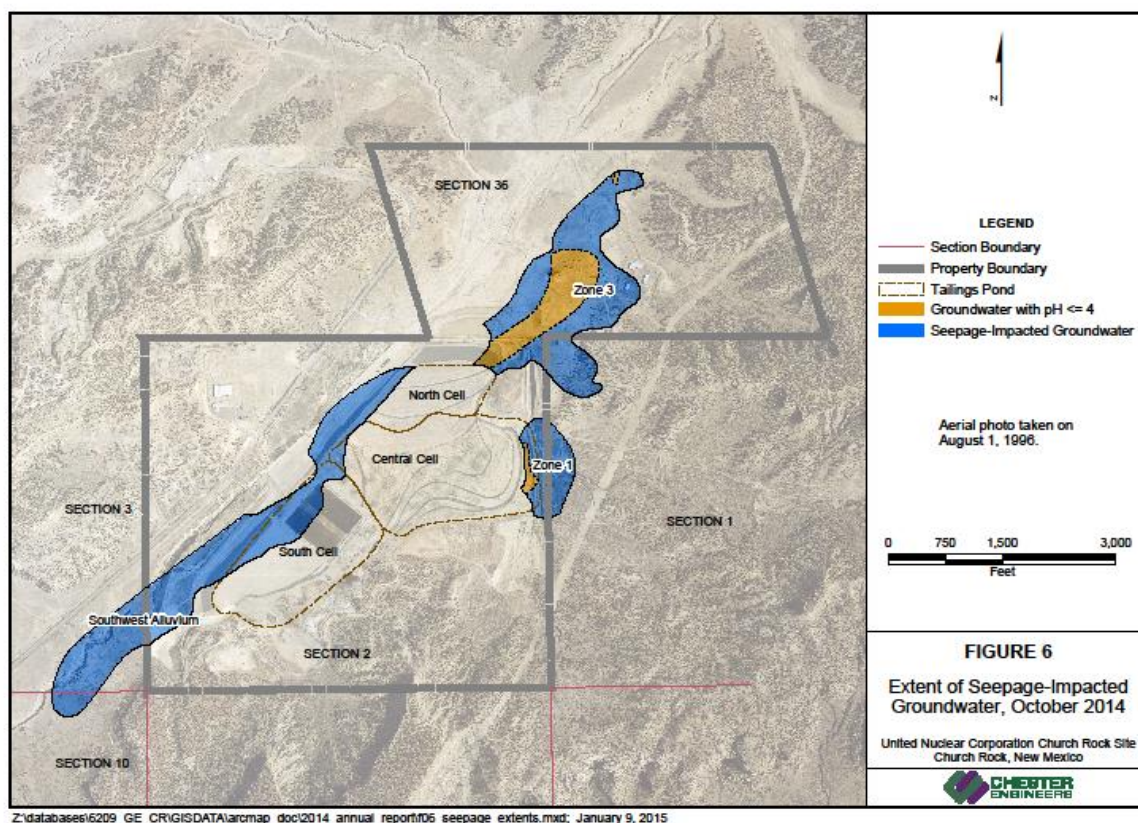 SECTION 36
Zone 3
North Cell
Central Cell
Zone 1
SECTION 3
SECTION 1
South Cell
Southwest Alluvium
SECTION 2
SECTION 10
N
LEGEND
Section Boundary
Property Boundary
Tailings Pond
Groundwater with pH <= 4
Seepage-Impacted Groundwater
Aerial photo taken on
August 1, 1996.
0 750 1,500 3,000
Feet
FIGURE 6
Extent of Seepage-Impacted
Groundwater, October 2014
United Nuclear Corporation Church Rock Site
Church Rock, New Mexico
CHESTER
ENGINEERS
Z:\databases\6209_GE_CR\GISDATA\arcmap_doc\2014_annual_report\f06_seepage_extents.mxd; January 9, 2015